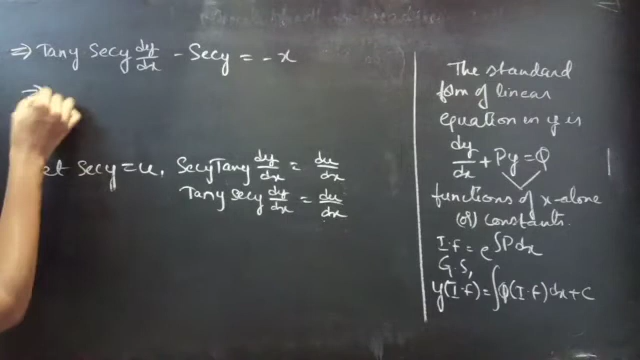 ⇒ Tany Secy dy/dx - Secy = - x
→
et Secy = u, SecyTany dy/dx = du/dx
Tany secy dy/dx = du/dx
The standard
form of linear
equation in y is
dy/dx + Py = Q
functions of x-alone
(or) constants.
I.f = e^∫Pdx
G.S,
y(I.f) = ∫Q(I.f)dx + C